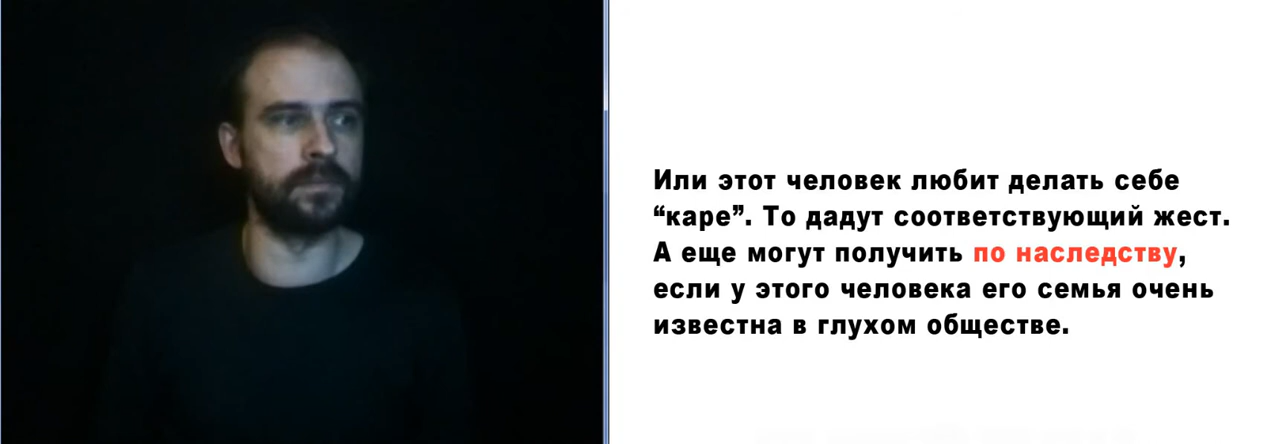 Или этот человек любит делать себе
“каре”. То дадут соответствующий жест.
А еще могут получить по наследству,
если у этого человека его семья очень
известна в глухом обществе.